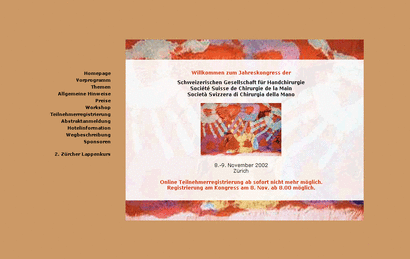 Homepage
Vorprogramm
Themen
Allgemeine Hinweise
Preise
Workshop
Teilnehmerregistrierung
Abstraktanmeldung
Hotelinformation
Wegbeschreibung
Sponsoren
2. Zürcher Lappenkurs
Willkommen zum Jahreskongress der
Schweizerischen Gesellschaft für Handchirurgie
Société Suisse de Chirurgie de la Main
Società Svizzera di Chirurgia della Mano
8.-9. November 2002
Zürich
Online Teilnehmerregistrierung ab sofort nicht mehr möglich.
Registrierung am Kongress am 8. Nov. ab 8.00 möglich.